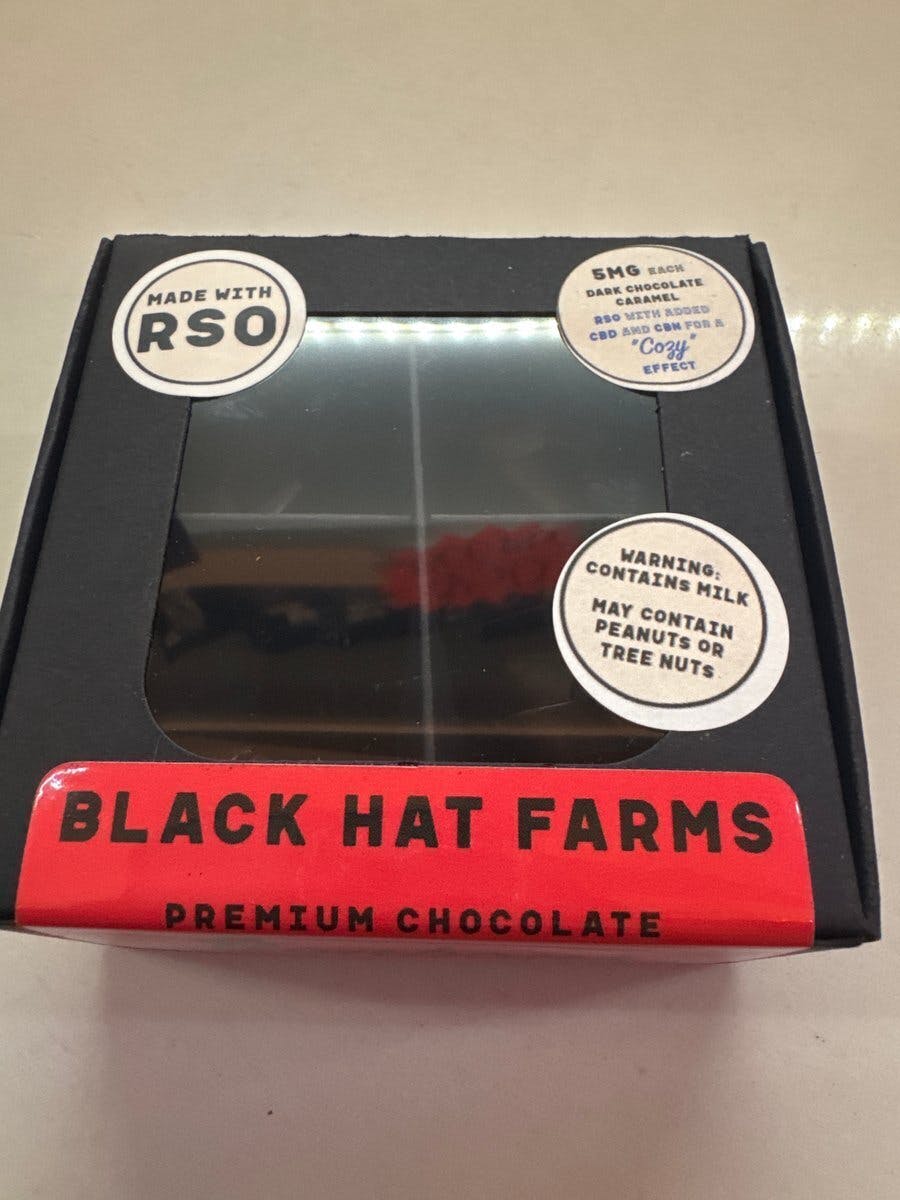 MADE WITH
RSO
5MG EACH
DARK CHOCOLATE
CARAMEL
RSO WITH ADDED
CBD AND CBN FOR A
"Cozy"
EFFECT
WARNING:
CONTAINS MILK
MAY CONTAIN
PEANUTS OR
TREE NUTS
BLACK HAT FARMS
PREMIUM CHOCOLATE